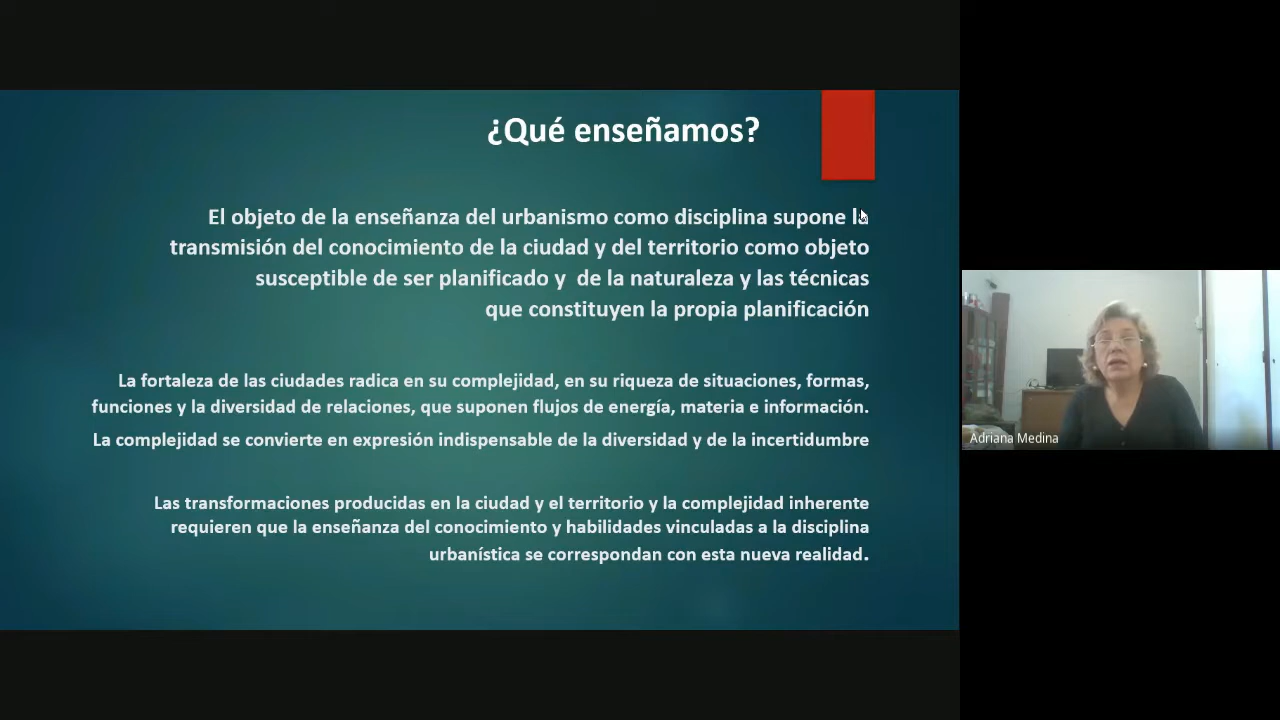 ¿Qué enseñamos?
El objeto de la enseñanza del urbanismo como disciplina supone la
transmisión del conocimiento de la ciudad y del territorio como objeto
susceptible de ser planificado y de la naturaleza y las técnicas
que constituyen la propia planificación
La fortaleza de las ciudades radica en su complejidad, en su riqueza de situaciones, formas,
funciones y la diversidad de relaciones, que suponen flujos de energía, materia e información.
La complejidad se convierte en expresión indispensable de la diversidad y de la incertidumbre
Las transformaciones producidas en la ciudad y el territorio y la complejidad inherente
requieren que la enseñanza del conocimiento y habilidades vinculadas a la disciplina
urbanística se correspondan con esta nueva realidad.
Adriana Medina